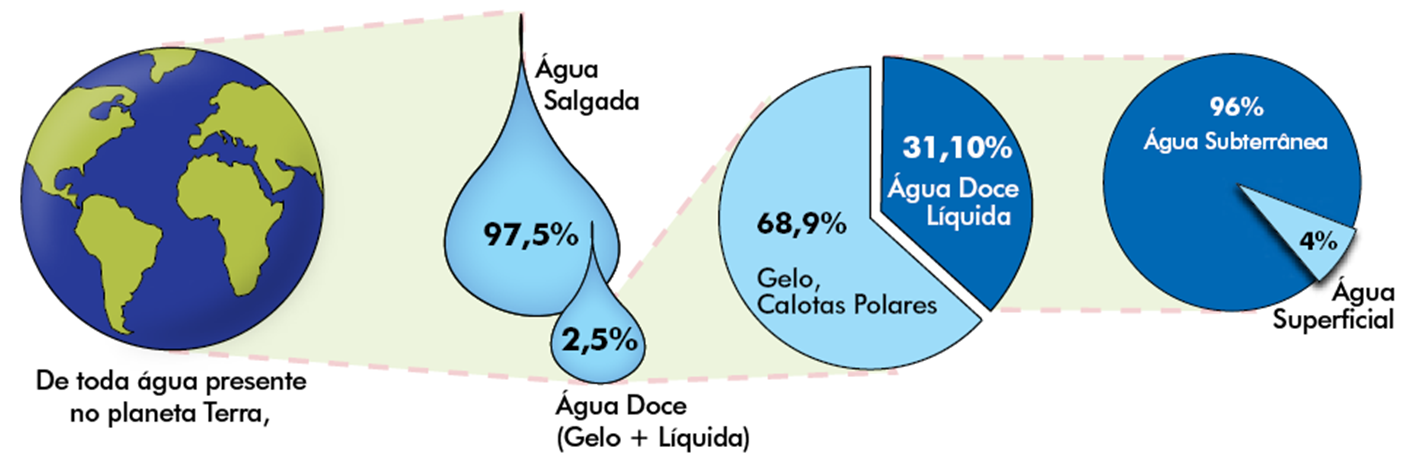 De toda água presente
no planeta Terra,
Água
Salgada
97,5%
2,5%
Água Doce
(Gelo + Líquida)
68,9%
Gelo,
Calotas Polares
31,10%
Água Doce
Líquida
96%
Água Subterrânea
4%
Água
Superficial